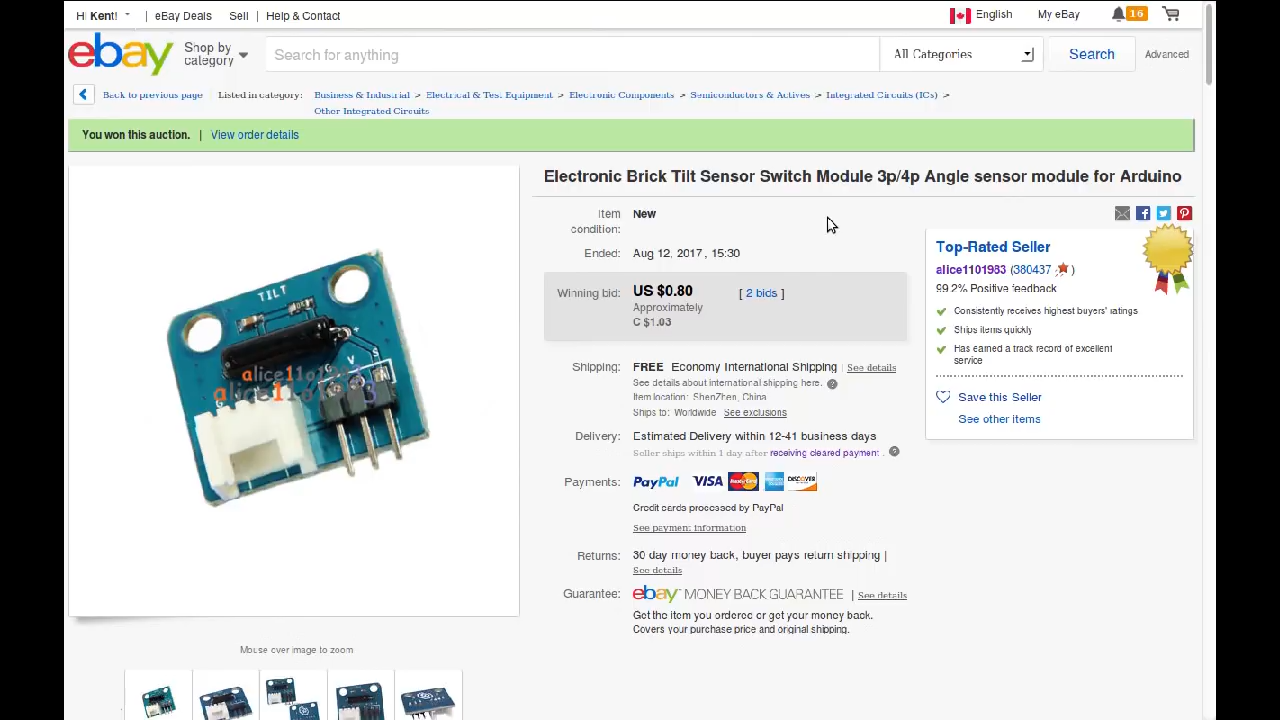 Hi Kent!
eBay Deals
Sell
Help & Contact
English
My eBay
16
ebay
Shop by category
Search for anything
All Categories
Search
Advanced
Back to previous page
Listed in category:
Business & Industrial > Electrical & Test Equipment > Electronic Components > Semiconductors & Actives > Integrated Circuits (ICs) >
Other Integrated Circuits
You won this auction. | View order details
Electronic Brick Tilt Sensor Switch Module 3p/4p Angle sensor module for Arduino
Item condition: New
Ended: Aug 12, 2017 , 15:30
Winning bid: US $0.80 [ 2 bids ]
Approximately
C $1.03
Shipping: FREE Economy International Shipping | See details
See details about international shipping here. ?
Item location: ShenZhen, China
Ships to: Worldwide See exclusions
Delivery: Estimated Delivery within 12-41 business days
Seller ships within 1 day after receiving cleared payment . ?
Payments: PayPal VISA MasterCard DISCOVER
Credit cards processed by PayPal
See payment information
Returns: 30 day money back, buyer pays return shipping |
See details
Guarantee: ebay MONEY BACK GUARANTEE | See details
Get the item you ordered or get your money back.
Covers your purchase price and original shipping.
Top-Rated Seller
alice1101983 (380437 )
99.2% Positive feedback
Consistently receives highest buyers' ratings
Ships items quickly
Has earned a track record of excellent
service
Save this Seller
See other items
TILT
V S
alice11o1983
alice11o1983
Mouse over image to zoom